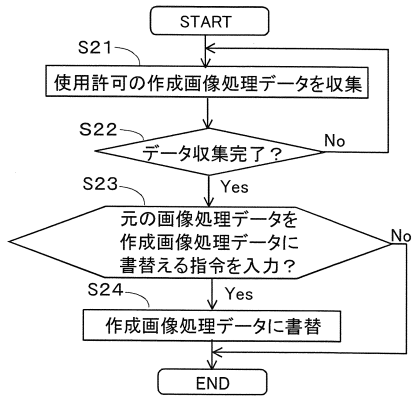 START
S21
使用許可の作成画像処理データを収集
S22
データ収集完了？
No
Yes
S23
元の画像処理データを
作成画像処理データに
書替える指令を入力？
No
Yes
S24
作成画像処理データに書替
END